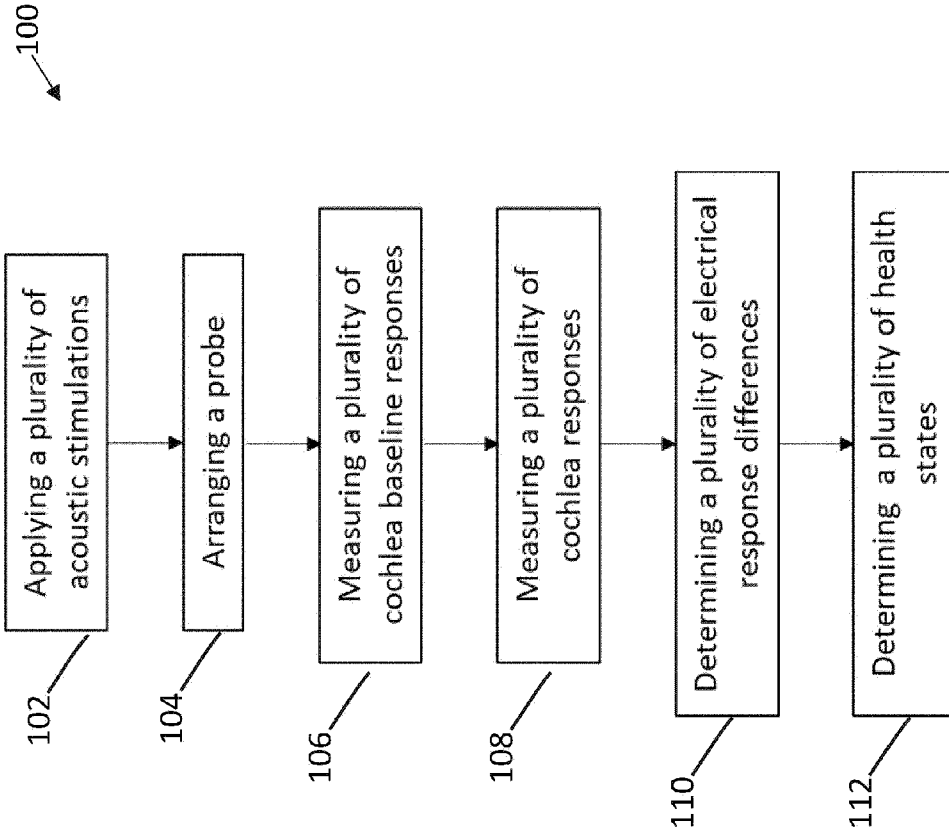 100
102
Applying a plurality of
acoustic stimulations
104
Arranging a probe
106
Measuring a plurality of
cochlea baseline responses
108
Measuring a plurality of
cochlea responses
110
Determining a plurality of electrical
response differences
112
Determining a plurality of health
states